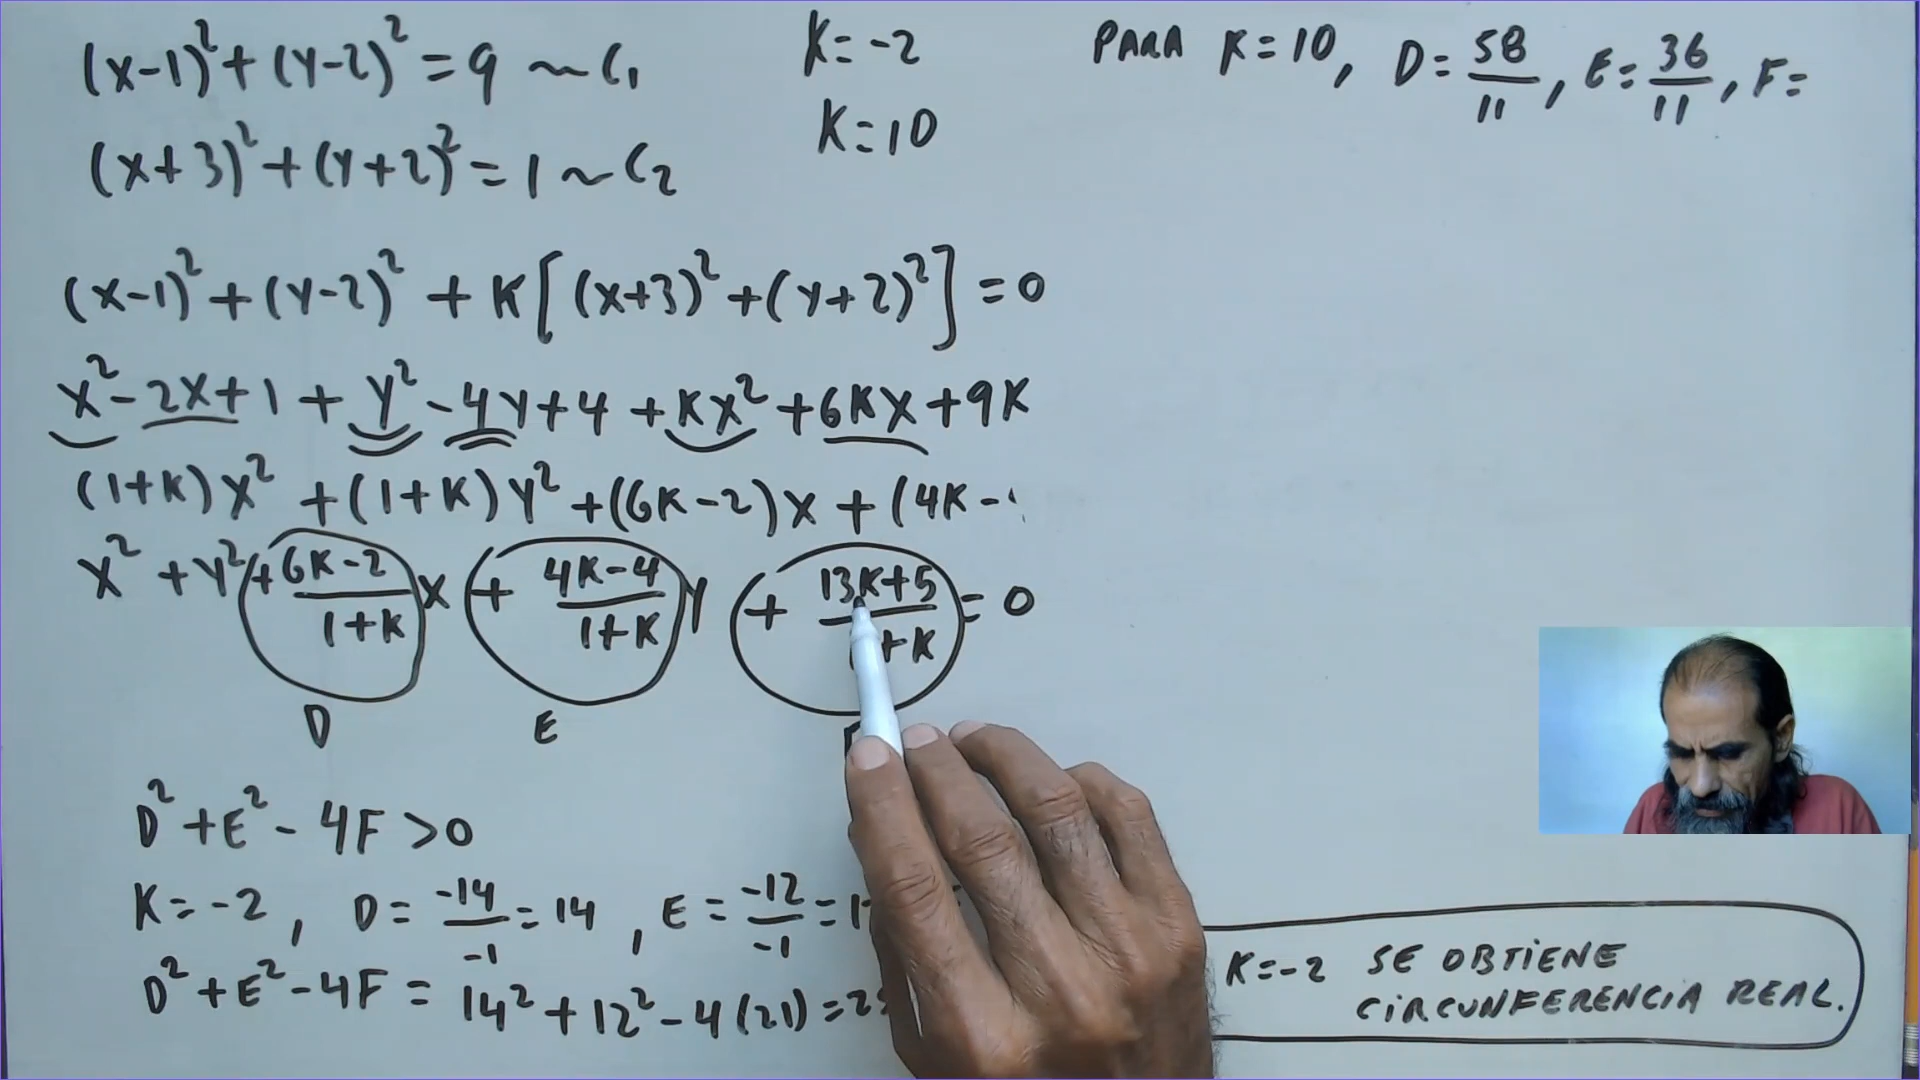 (x-1)²+(y-2)²=9 ~C₁
(x+3)²+(y+2)²=1~C₂
K=-2
K=10
PARA K=10, D=58/11, E=36/11, F=
(x-1)²+(y-2)² +K[(x+3)²+(y+2)²]=0
x²-2x+1+y²-4y+4+Kx²+6Kx+9K
(1+K)x²+(1+K)y²+(6K-2)x+(4K-
x²+y²+(6K-2)/(1+K)x+(4K-4)/(1+K)y+(13K+5)/(1+K)=0
D E
D²+E²-4F>0
K=-2, D=-14/-1=14, E=-12/-1=1
D²+E²-4F=14²+12²-4(21)=2
K=-2 SE OBTIENE
CIRCUNFERENCIA REAL.